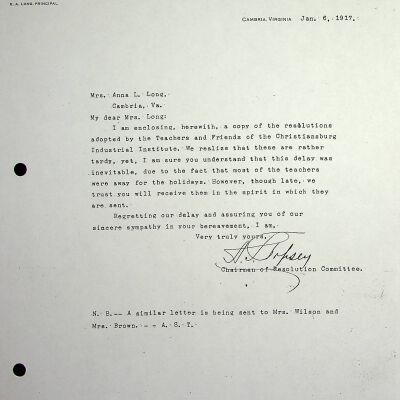 E. A. LONG, PRINCIPAL
CAMBRIA, VIRGINIA Jan. 6, 1917.
Mrs. Anna L. Long,
Cambria, Va.
My dear Mrs. Long:
I am enclosing, herewith, a copy of the resolutions
adopted by the Teachers and Friends of the Christiansburg
Industrial Institute. We realize that these are rather
tardy, yet, I am sure you understand that this delay was
inevitable, due to the fact that most of the teachers
were away for the holidays. However, though late, we
trust you will receive them in the spirit in which they
are sent.
Regretting our delay and assuring you of our
sincere sympathy in your bereavement, I am,
Very truly yours,
Chairman of Resolution Committee.
N. B.-- A similar letter is being sent to Mrs. Wilson and
Mrs. Brown. - - A. S. T.